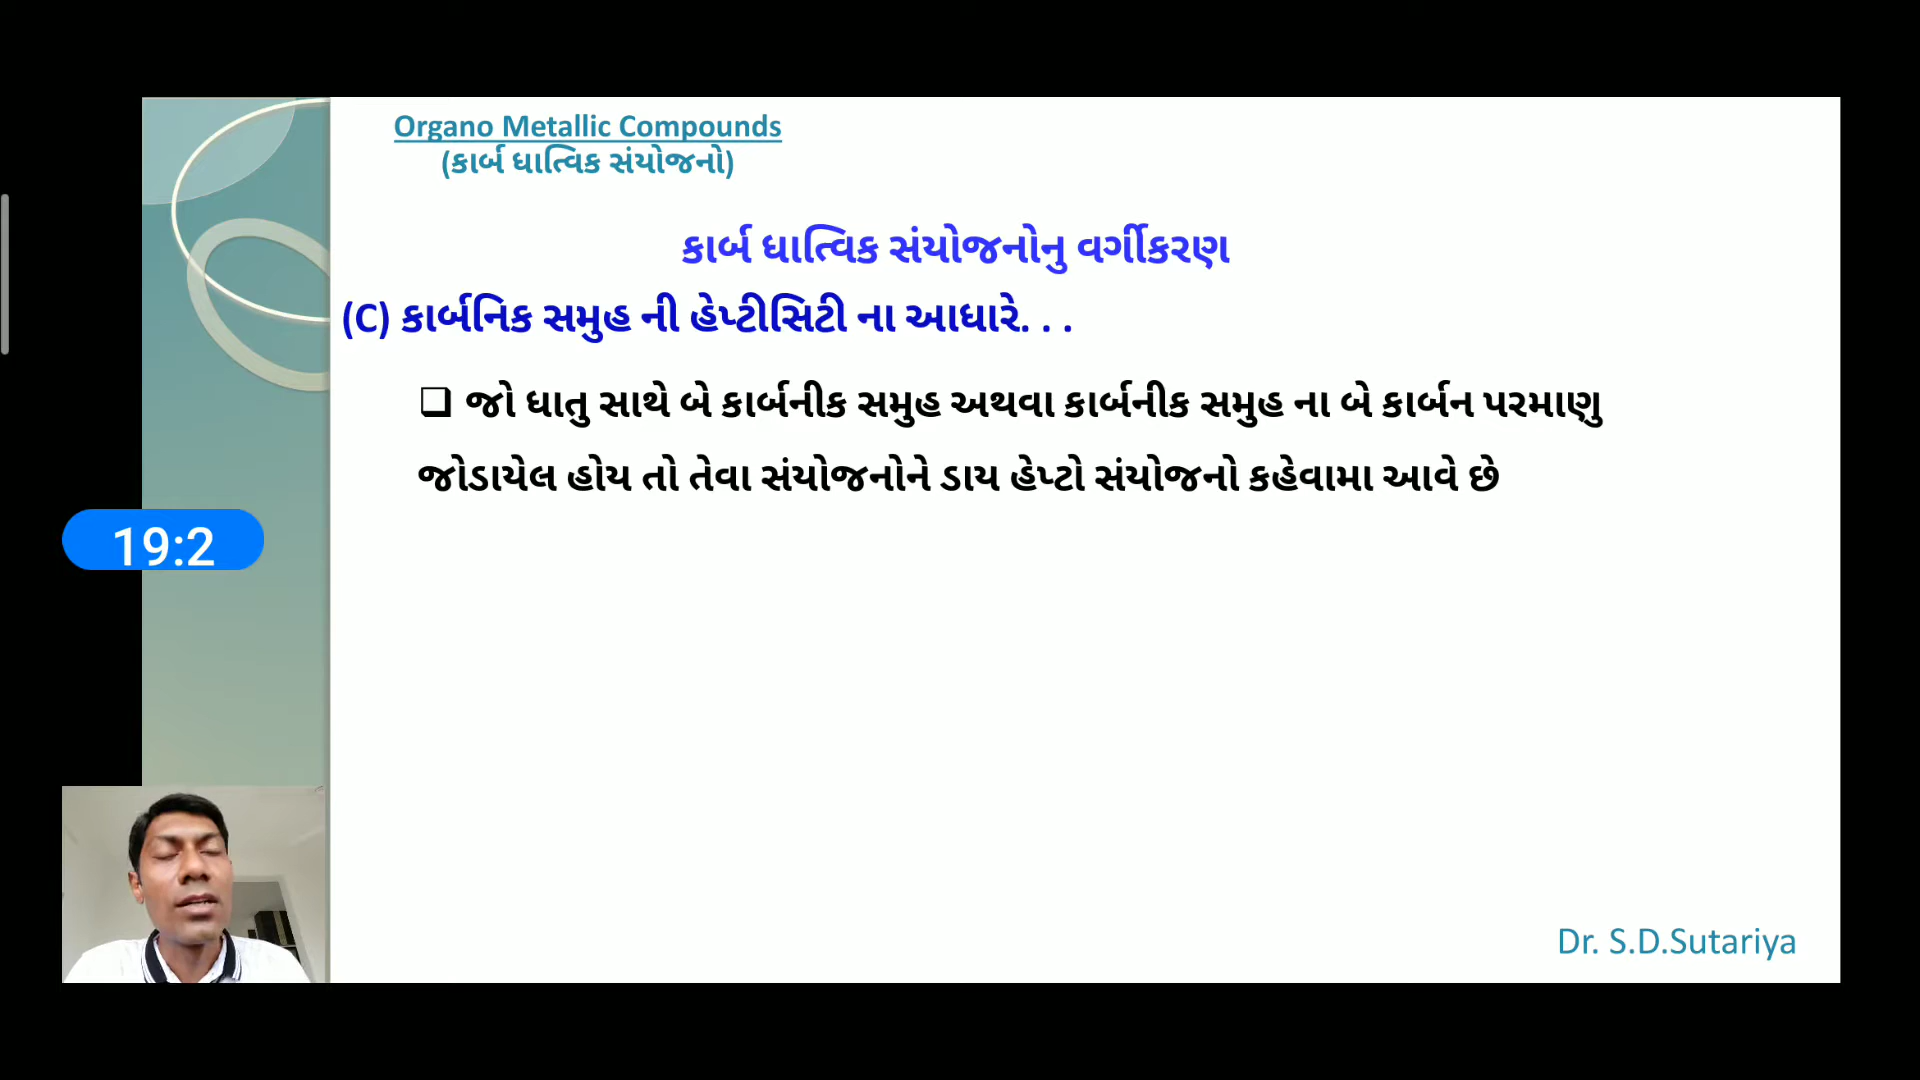 Organo Metallic Compounds
(કાર્બ ધાત્વિક સંયોજનો)
કાર્બ ધાત્વિક સંયોજનોનુ વર્ગીકરણ
(C) કાર્બનિક સમુહ ની હેપ્ટીસિટી ના આધારે. . .
❑ જો ધાતુ સાથે બે કાર્બનીક સમુહ અથવા કાર્બનીક સમુહ ના બે કાર્બન પરમાણુ
જોડાયેલ હોય તો તેવા સંયોજનોને ડાય હેપ્ટો સંયોજનો કહેવામા આવે છે
19:2
Dr. S.D.Sutariya